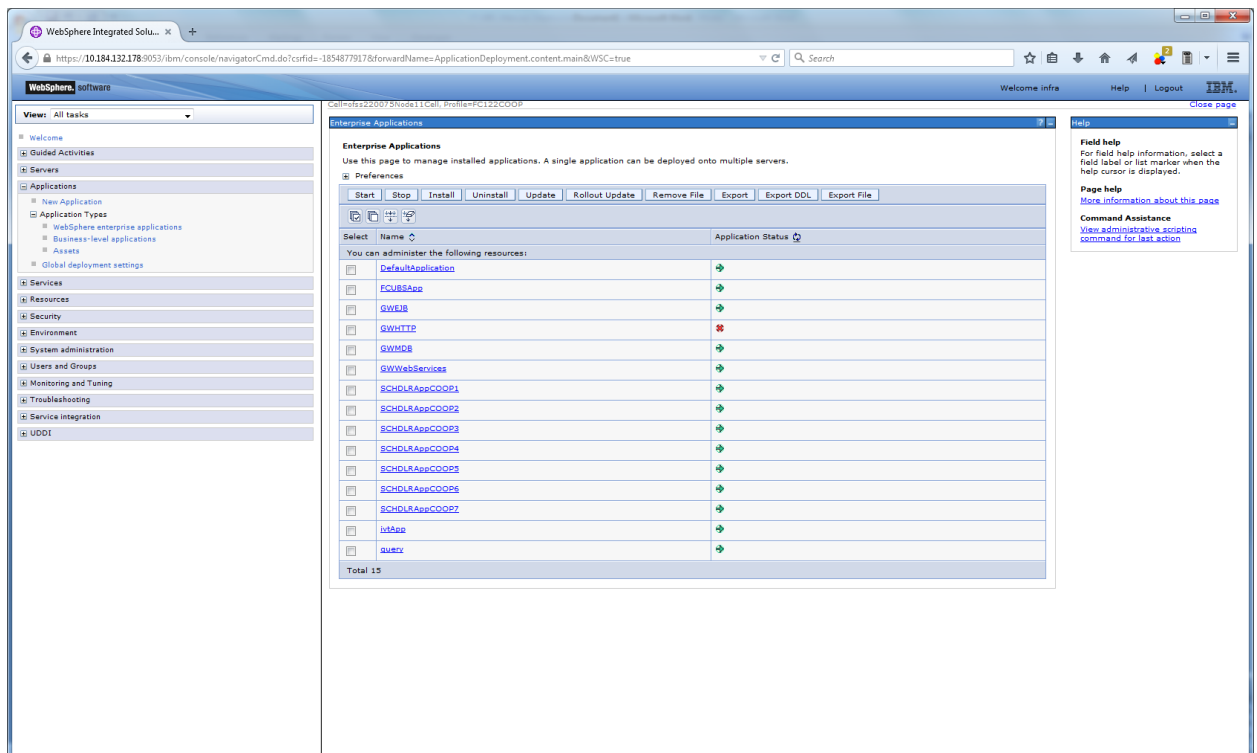 WebSphere Integrated Solu... × +
https://10.184.132.178:9053/ibm/console/navigatorCmd.do?csrfid=-1854877917&forwardName=ApplicationDeployment.content.main&WSC=true
Search
2
WebSphere. software
Welcome infra
Help | Logout
IBM.
View: All tasks
Cell=ofss220075Node11Cell, Profile=FC122COOP
Close page
Welcome
Guided Activities
Servers
Applications
New Application
Application Types
WebSphere enterprise applications
Business-level applications
Assets
Global deployment settings
Services
Resources
Security
Environment
System administration
Users and Groups
Monitoring and Tuning
Troubleshooting
Service integration
UDDI
Enterprise Applications
Enterprise Applications
Use this page to manage installed applications. A single application can be deployed onto multiple servers.
Preferences
Start Stop Install Uninstall Update Rollout Update Remove File Export Export DDL Export File
Select Name Application Status
You can administer the following resources:
DefaultApplication
FCUBSApp
GWEJB
GWHTTP
GWMDB
GWWebServices
SCHDLRAppCOOP1
SCHDLRAppCOOP2
SCHDLRAppCOOP3
SCHDLRAppCOOP4
SCHDLRAppCOOP5
SCHDLRAppCOOP6
SCHDLRAppCOOP7
ivtApp
query
Total 15
Help
Field help
For field help information, select a
field label or list marker when the
help cursor is displayed.
Page help
More information about this page
Command Assistance
View administrative scripting
command for last action